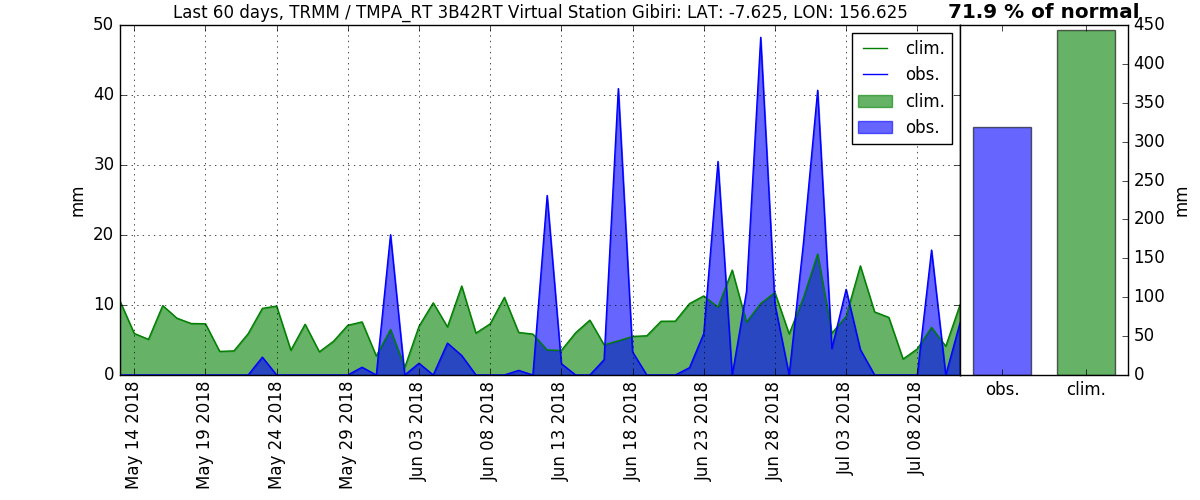 Last 60 days, TRMM / TMPA_RT 3B42RT Virtual Station Gibiri: LAT: -7.625, LON: 156.625
71.9 % of normal
50
40
30
20
10
0
mm
clim.
obs.
clim.
obs.
450
400
350
300
250
200
150
100
50
0
mm
obs.
clim.
May 14 2018
May 19 2018
May 24 2018
May 29 2018
Jun 03 2018
Jun 08 2018
Jun 13 2018
Jun 18 2018
Jun 23 2018
Jun 28 2018
Jul 03 2018
Jul 08 2018